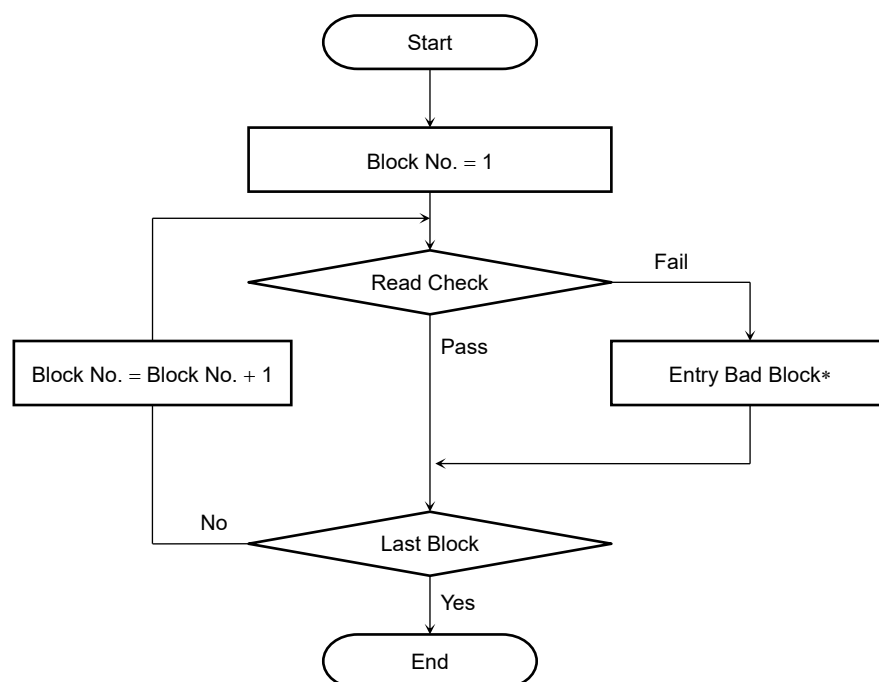 Start
Block No. = 1
Read Check
Fail
Pass
Block No. = Block No. + 1
Entry Bad Block*
No
Last Block
Yes
End